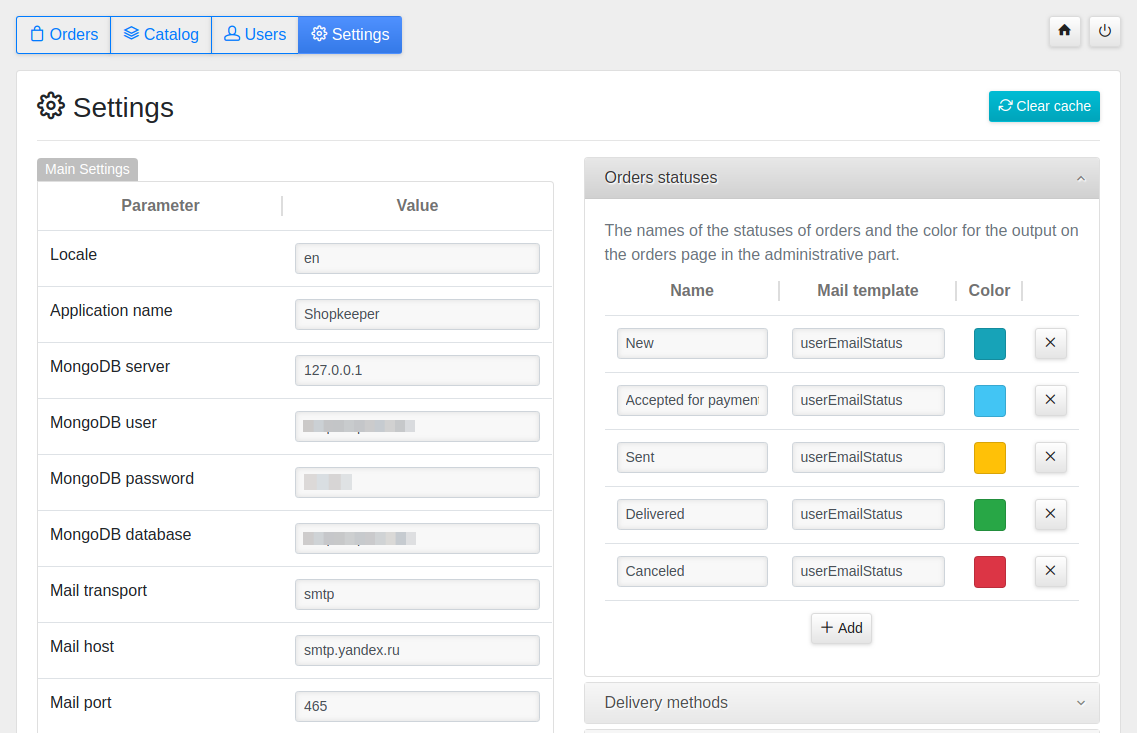 Orders Catalog Users Settings
Settings
Clear cache
Main Settings
Parameter Value
Locale en
Application name Shopkeeper
MongoDB server 127.0.0.1
MongoDB user
MongoDB password
MongoDB database
Mail transport smtp
Mail host smtp.yandex.ru
Mail port 465
Orders statuses
The names of the statuses of orders and the color for the output on
the orders page in the administrative part.
Name Mail template Color
New userEmailStatus
Accepted for payment userEmailStatus
Sent userEmailStatus
Delivered userEmailStatus
Canceled userEmailStatus
Add
Delivery methods